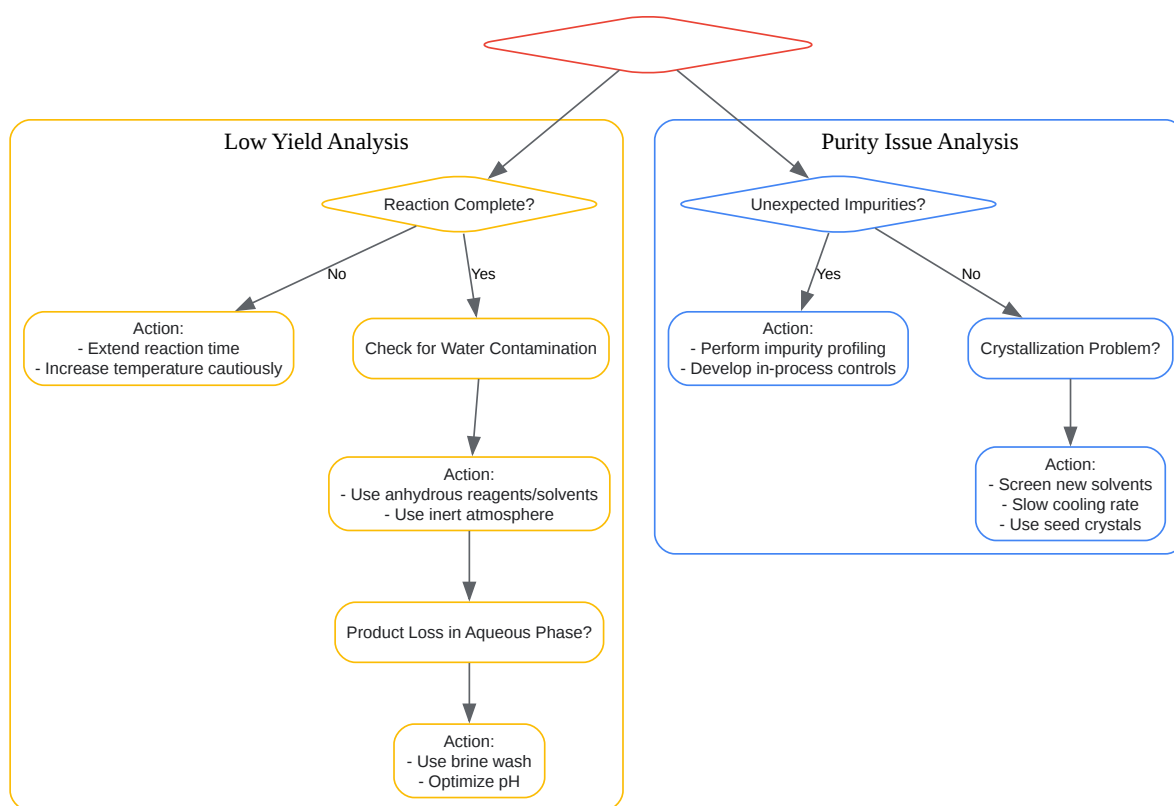 Low Yield Analysis
Reaction Complete?
No
Yes
Action:
- Extend reaction time
- Increase temperature cautiously
Check for Water Contamination
Action:
- Use anhydrous reagents/solvents
- Use inert atmosphere
Product Loss in Aqueous Phase?
Action:
- Use brine wash
- Optimize pH
Purity Issue Analysis
Unexpected Impurities?
Yes
No
Action:
- Perform impurity profiling
- Develop in-process controls
Crystallization Problem?
Action:
- Screen new solvents
- Slow cooling rate
- Use seed crystals